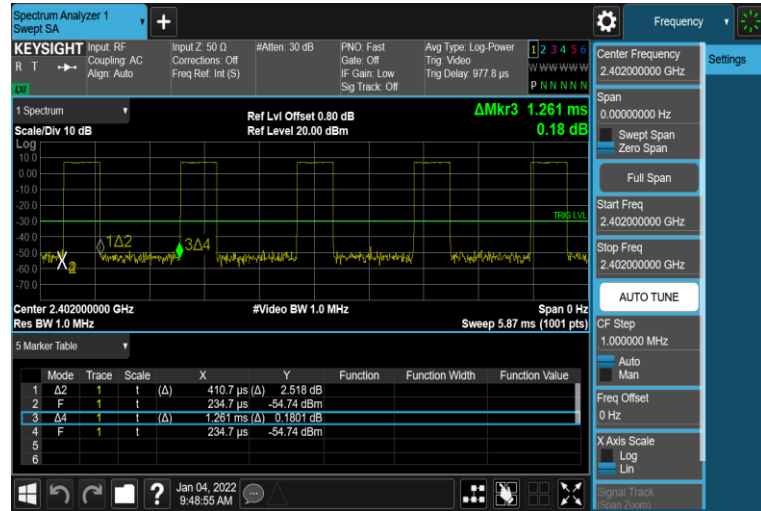 Spectrum Analyzer 1
Swept SA
Frequency
KEYSIGHT
R T
LXI
Input: RF
Coupling: AC
Align: Auto
Input Z: 50 Ω
Corrections: Off
Freq Ref: Int (S)
#Atten: 30 dB
PNO: Fast
Gate: Off
IF Gain: Low
Sig Track: Off
Avg Type: Log-Power
Trig: Video
Trig Delay: 977.8 µs
1 2 3 4 5 6
W W W W W W
P N N N N N
1 Spectrum
Scale/Div 10 dB
Ref Lvl Offset 0.80 dB
Ref Level 20.00 dBm
ΔMkr3 1.261 ms
0.18 dB
Log
10.0
0.00
-10.0
-20.0
-30.0
-40.0
-50.0
-60.0
-70.0
TRIG LVL
1Δ2
3Δ4
X
Center 2.402000000 GHz
#Video BW 1.0 MHz
Span 0 Hz
Res BW 1.0 MHz
Sweep 5.87 ms (1001 pts)
5 Marker Table
Mode Trace Scale X Y Function Function Width Function Value
1 Δ2 1 t (Δ) 410.7 µs (Δ) 2.518 dB
2 F 1 t 234.7 µs -54.74 dBm
3 Δ4 1 t (Δ) 1.261 ms (Δ) 0.1801 dB
4 F 1 t 234.7 µs -54.74 dBm
5
6
?
Jan 04, 2022
9:48:55 AM
Center Frequency
2.402000000 GHz
Settings
Span
0.00000000 Hz
Swept Span
Zero Span
Full Span
Start Freq
2.402000000 GHz
Stop Freq
2.402000000 GHz
AUTO TUNE
CF Step
1.000000 MHz
Auto
Man
Freq Offset
0 Hz
X Axis Scale
Log
Lin
Signal Track
(Span Zoom)